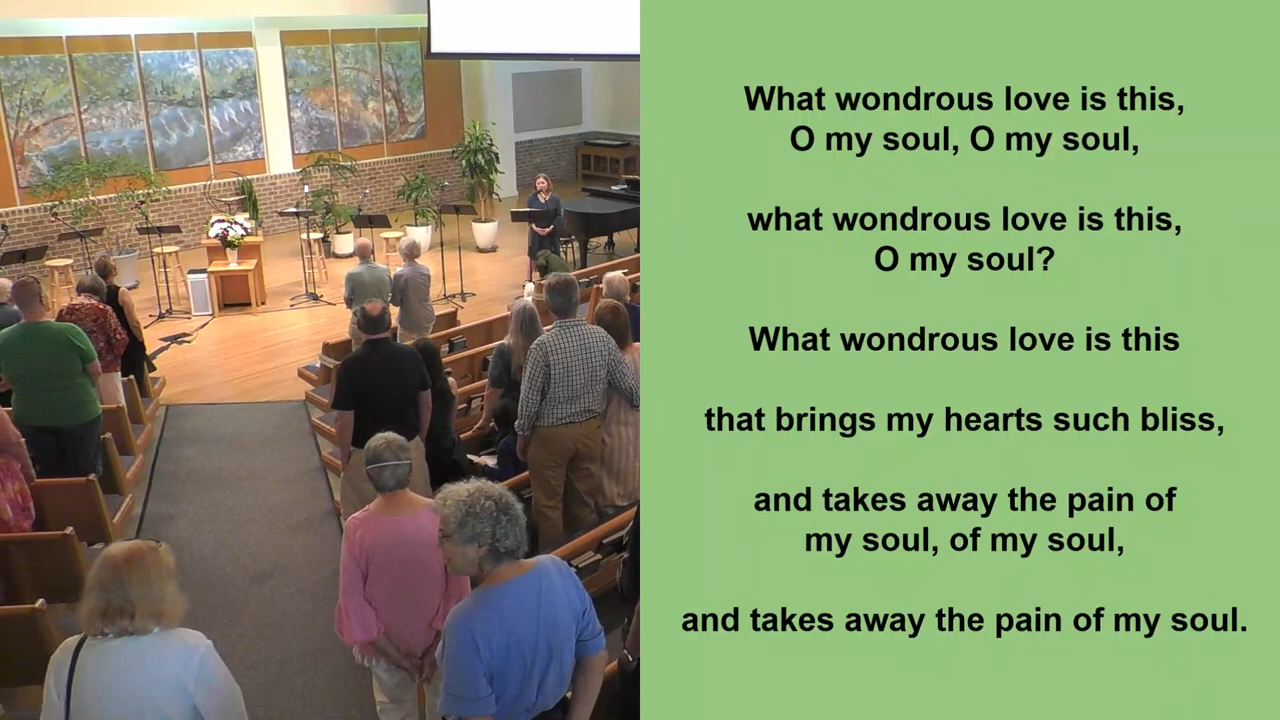 What wondrous love is this,
O my soul, O my soul,
what wondrous love is this,
O my soul?
What wondrous love is this
that brings my hearts such bliss,
and takes away the pain of
my soul, of my soul,
and takes away the pain of my soul.